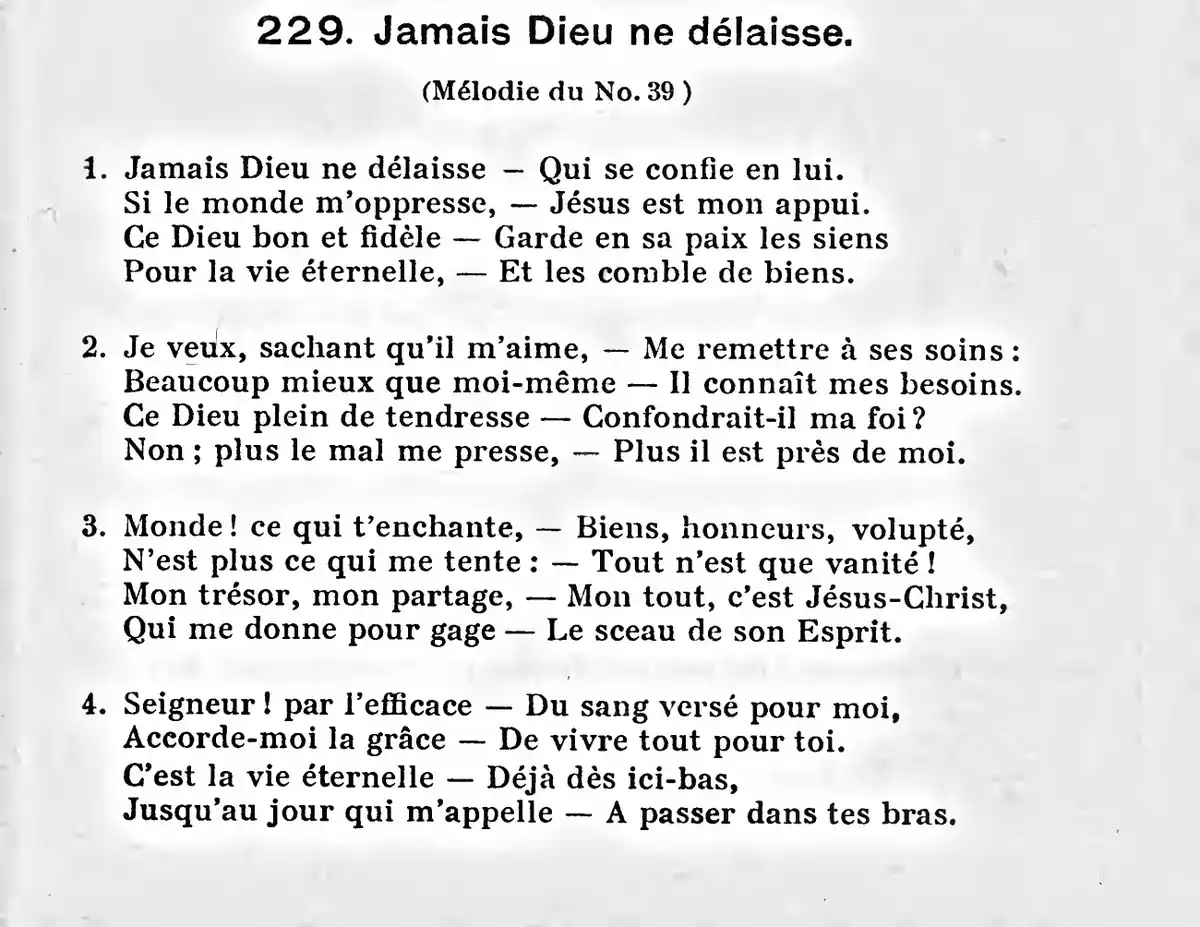 229. Jamais Dieu ne délaisse.
(Mélodie du No. 39 )
1. Jamais Dieu ne délaisse – Qui se confie en lui.
Si le monde m'oppresse, — Jésus est mon appui.
Ce Dieu bon et fidèle — Garde en sa paix les siens
Pour la vie éternelle, — Et les comble de biens.
2. Je veux, sachant qu'il m'aime, — Me remettre à ses soins :
Beaucoup mieux que moi-même — Il connaît mes besoins.
Ce Dieu plein de tendresse — Confondrait-il ma foi ?
Non ; plus le mal me presse, — Plus il est près de moi.
3. Monde ! ce qui t'enchante, — Biens, honneurs, volupté,
N'est plus ce qui me tente : — Tout n'est que vanité !
Mon trésor, mon partage, — Mon tout, c'est Jésus-Christ,
Qui me donne pour gage — Le sceau de son Esprit.
4. Seigneur ! par l'efficace — Du sang versé pour moi,
Accorde-moi la grâce — De vivre tout pour toi.
C'est la vie éternelle — Déjà dès ici-bas,
Jusqu'au jour qui m'appelle — A passer dans tes bras.